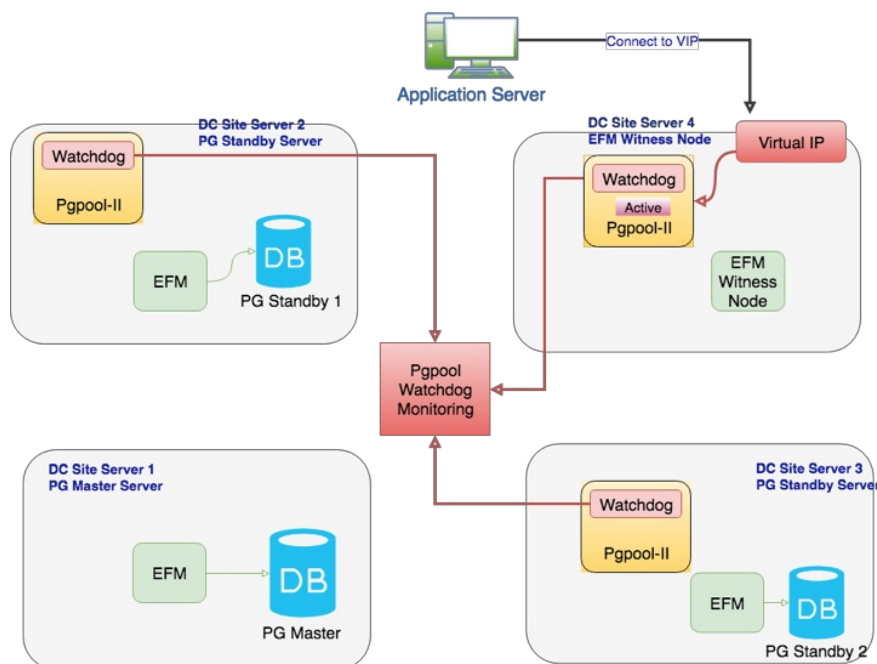 Connect to VIP
Application Server
DC Site Server 2
PG Standby Server
Watchdog
Pgpool-II
EFM
DB
PG Standby 1
DC Site Server 4
EFM Witness Node
Virtual IP
Watchdog
Active
Pgpool-II
EFM
Witness
Node
Pgpool
Watchdog
Monitoring
DC Site Server 1
PG Master Server
EFM
DB
PG Master
DC Site Server 3
PG Standby Server
Watchdog
Pgpool-II
EFM
DB
PG Standby 2